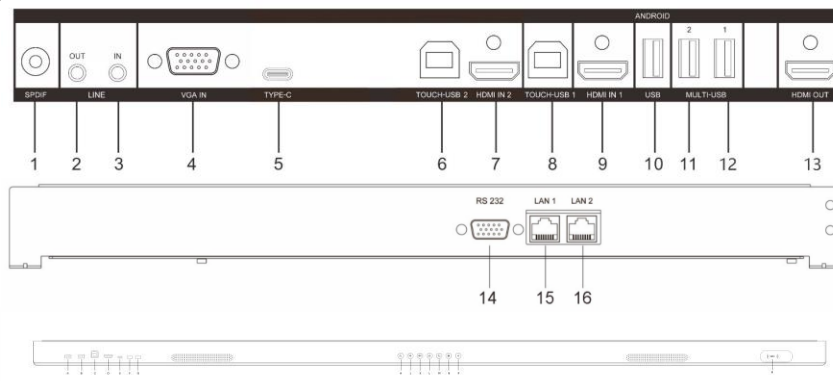 ANDROID
OUT IN 2 1
SPDIF LINE VGA IN TYPE-C TOUCH-USB 2 HDMI IN 2 TOUCH-USB 1 HDMI IN 1 USB MULTI-USB HDMI OUT
1 2 3 4 5 6 7 8 9 10 11 12 13
RS 232 LAN 1 LAN 2
14 15 16